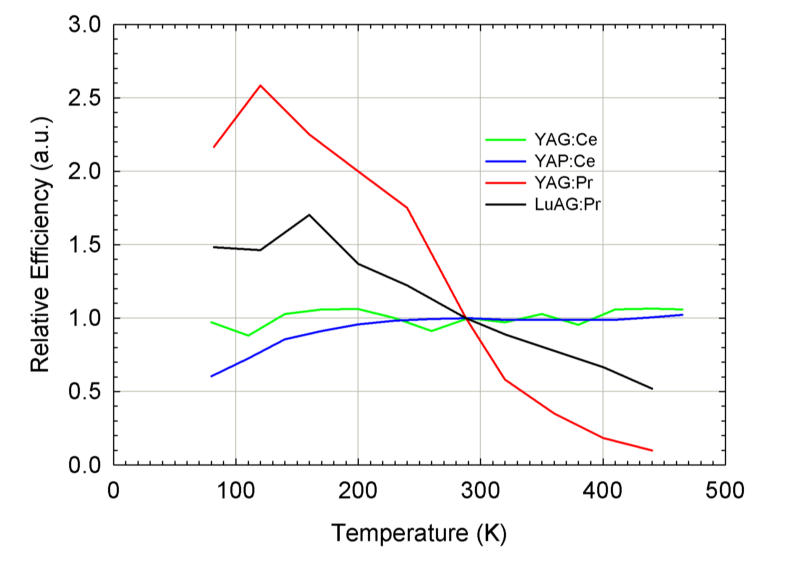 3.0
2.5
2.0
1.5
1.0
0.5
0.0
Relative Efficiency (a.u.)
YAG:Ce
YAP:Ce
YAG:Pr
LuAG:Pr
0 100 200 300 400 500
Temperature (K)